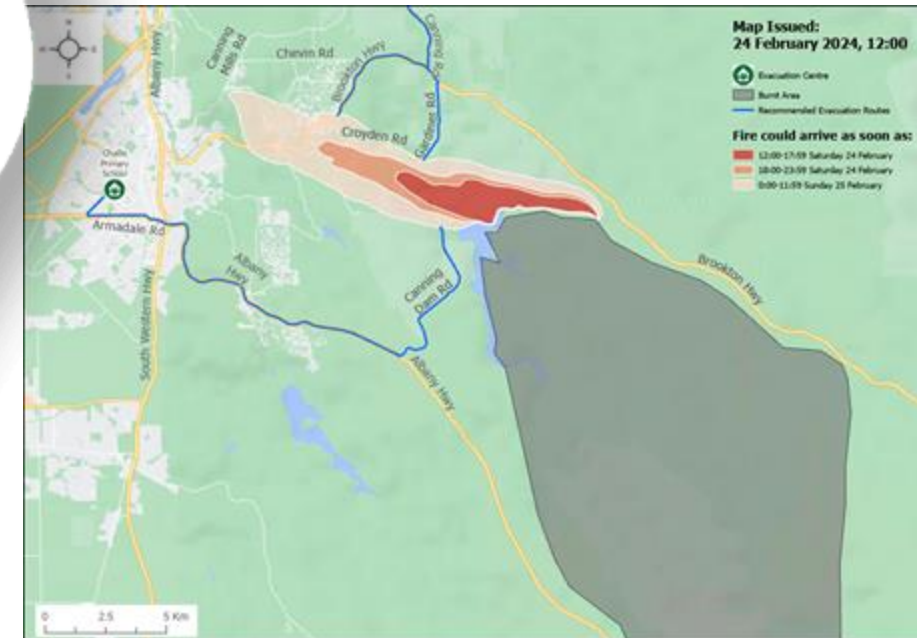 Map Issued:
24 February 2024, 12:00
Evacuation Centre
Burnt Area
Recommended Evacuation Routes
Fire could arrive as soon as:
12:00-17:59 Saturday 24 February
18:00-23:59 Saturday 24 February
0:00-11:59 Sunday 25 February
N
Albany Hwy
Canning
Mills Rd
Chevin Rd
Brookton Hwy
Canning Rd
Croyden Rd
Gardiner Rd
Challis
Primary
School
Armadale Rd
Albany
Hwy
South Western Hwy
Canning
Dam Rd
Albany Hwy
Brookton Hwy
0 2.5 5 Km